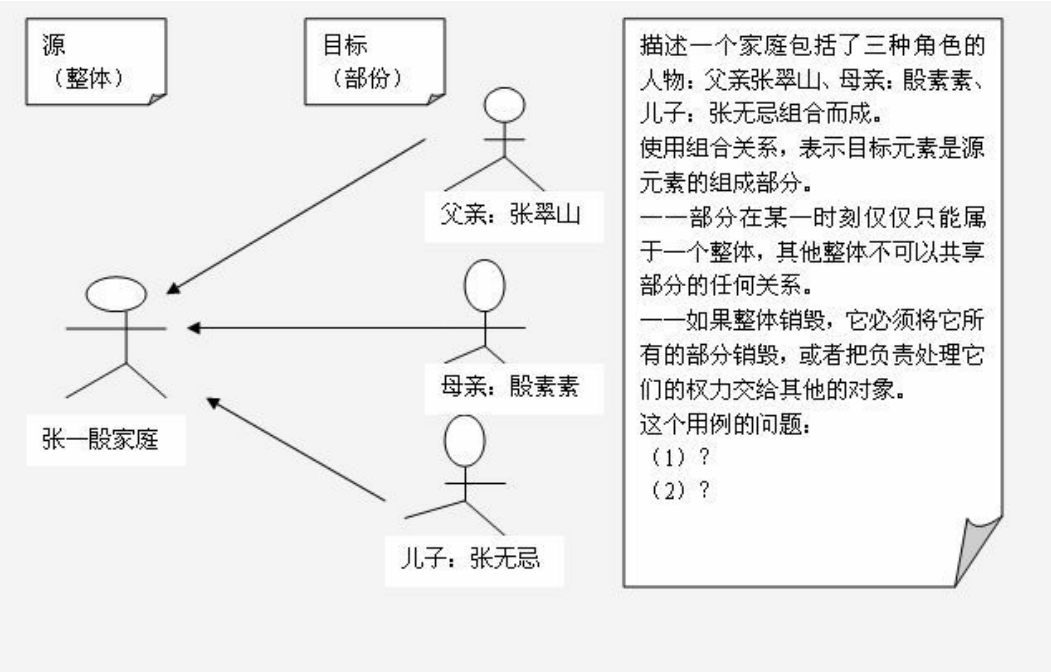 源
（整体）
目标
（部份）
父亲：张翠山
母亲：殷素素
张一殷家庭
儿子：张无忌
描述一个家庭包括了三种角色的
人物：父亲张翠山、母亲：殷素素、
儿子：张无忌组合而成。
使用组合关系，表示目标元素是源
元素的组成部分。
——部分在某一时刻仅仅只能属
于一个整体，其他整体不可以共享
部分的任何关系。
——如果整体销毁，它必须将它所
有的部分销毁，或者把负责处理它
们的权力交给其他的对象。
这个用例的问题：
（1）？
（2）？